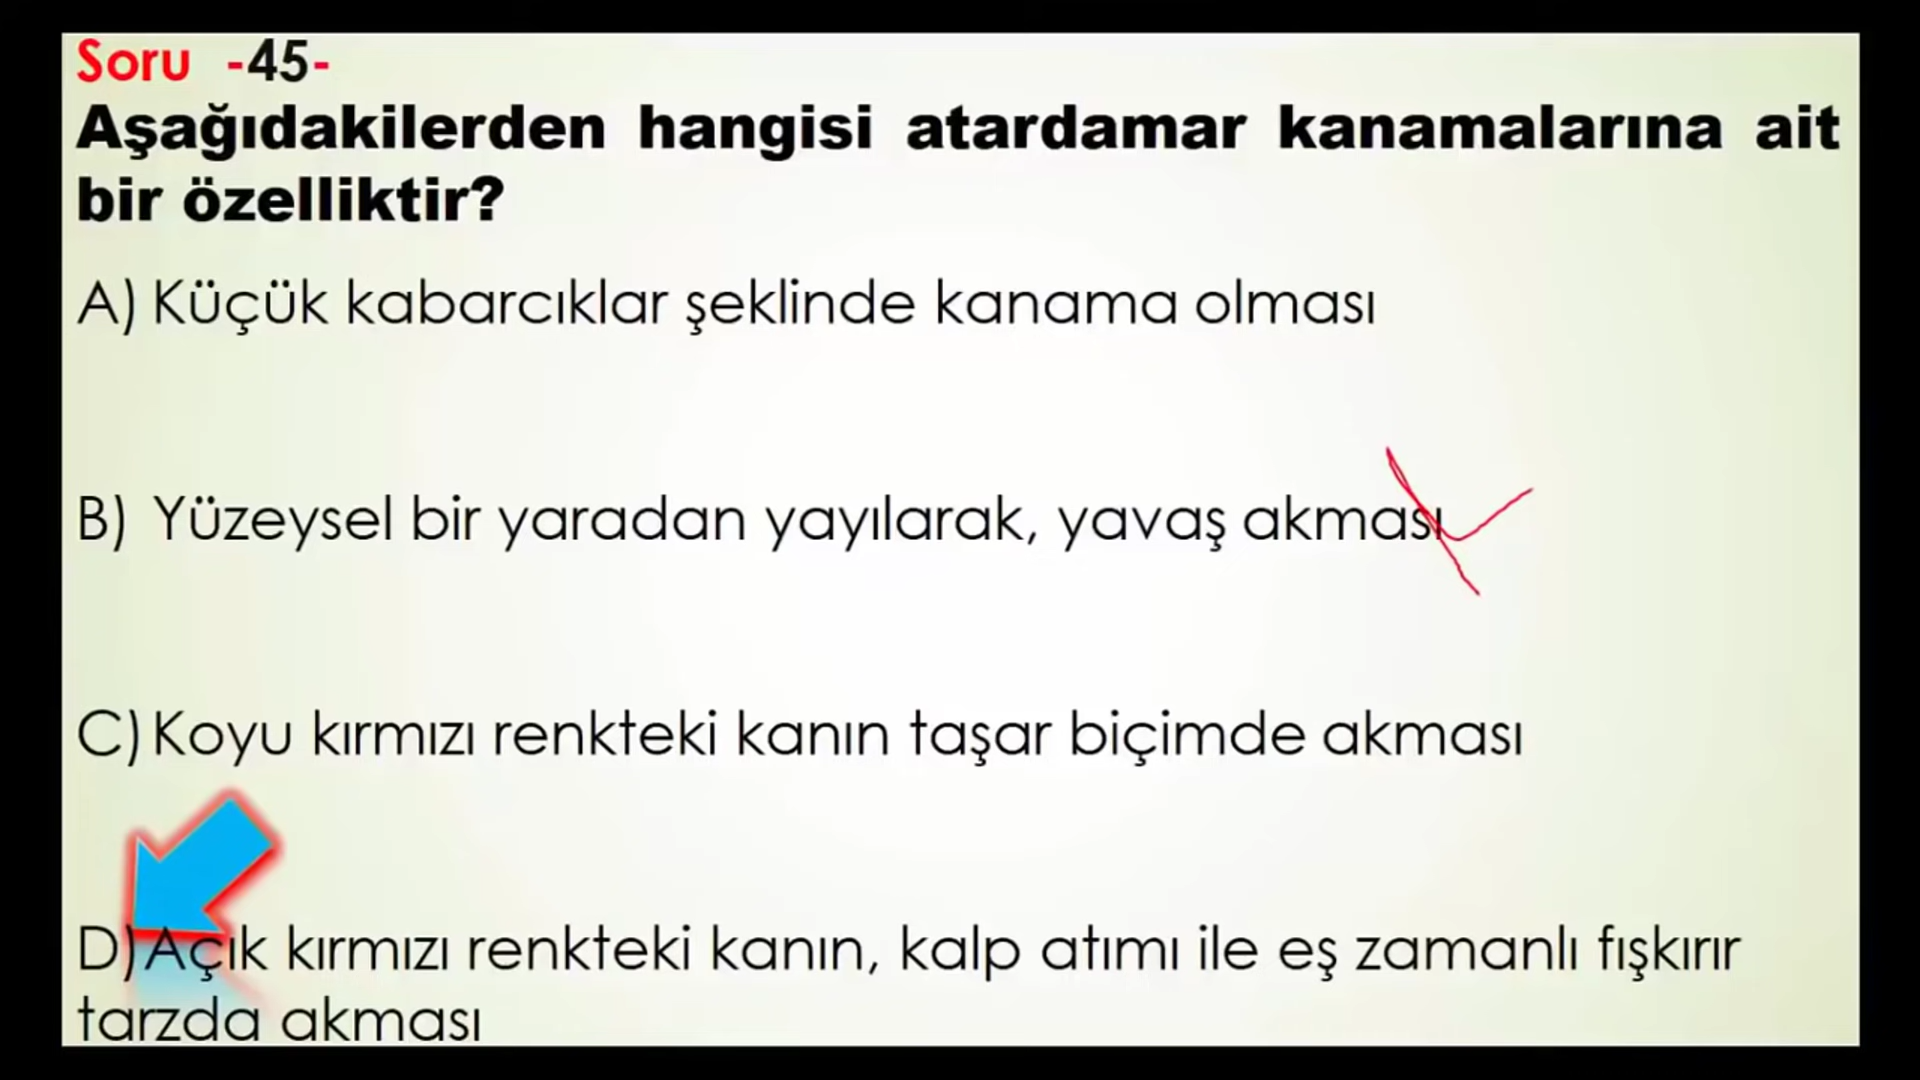 Soru -45-
Aşağıdakilerden hangisi atardamar kanamalarına ait
bir özelliktir?
A) Küçük kabarcıklar şeklinde kanama olması
B) Yüzeysel bir yaradan yayılarak, yavaş akması
C) Koyu kırmızı renkteki kanın taşar biçimde akması
D) Açık kırmızı renkteki kanın, kalp atımı ile eş zamanlı fışkırır
tarzda akması